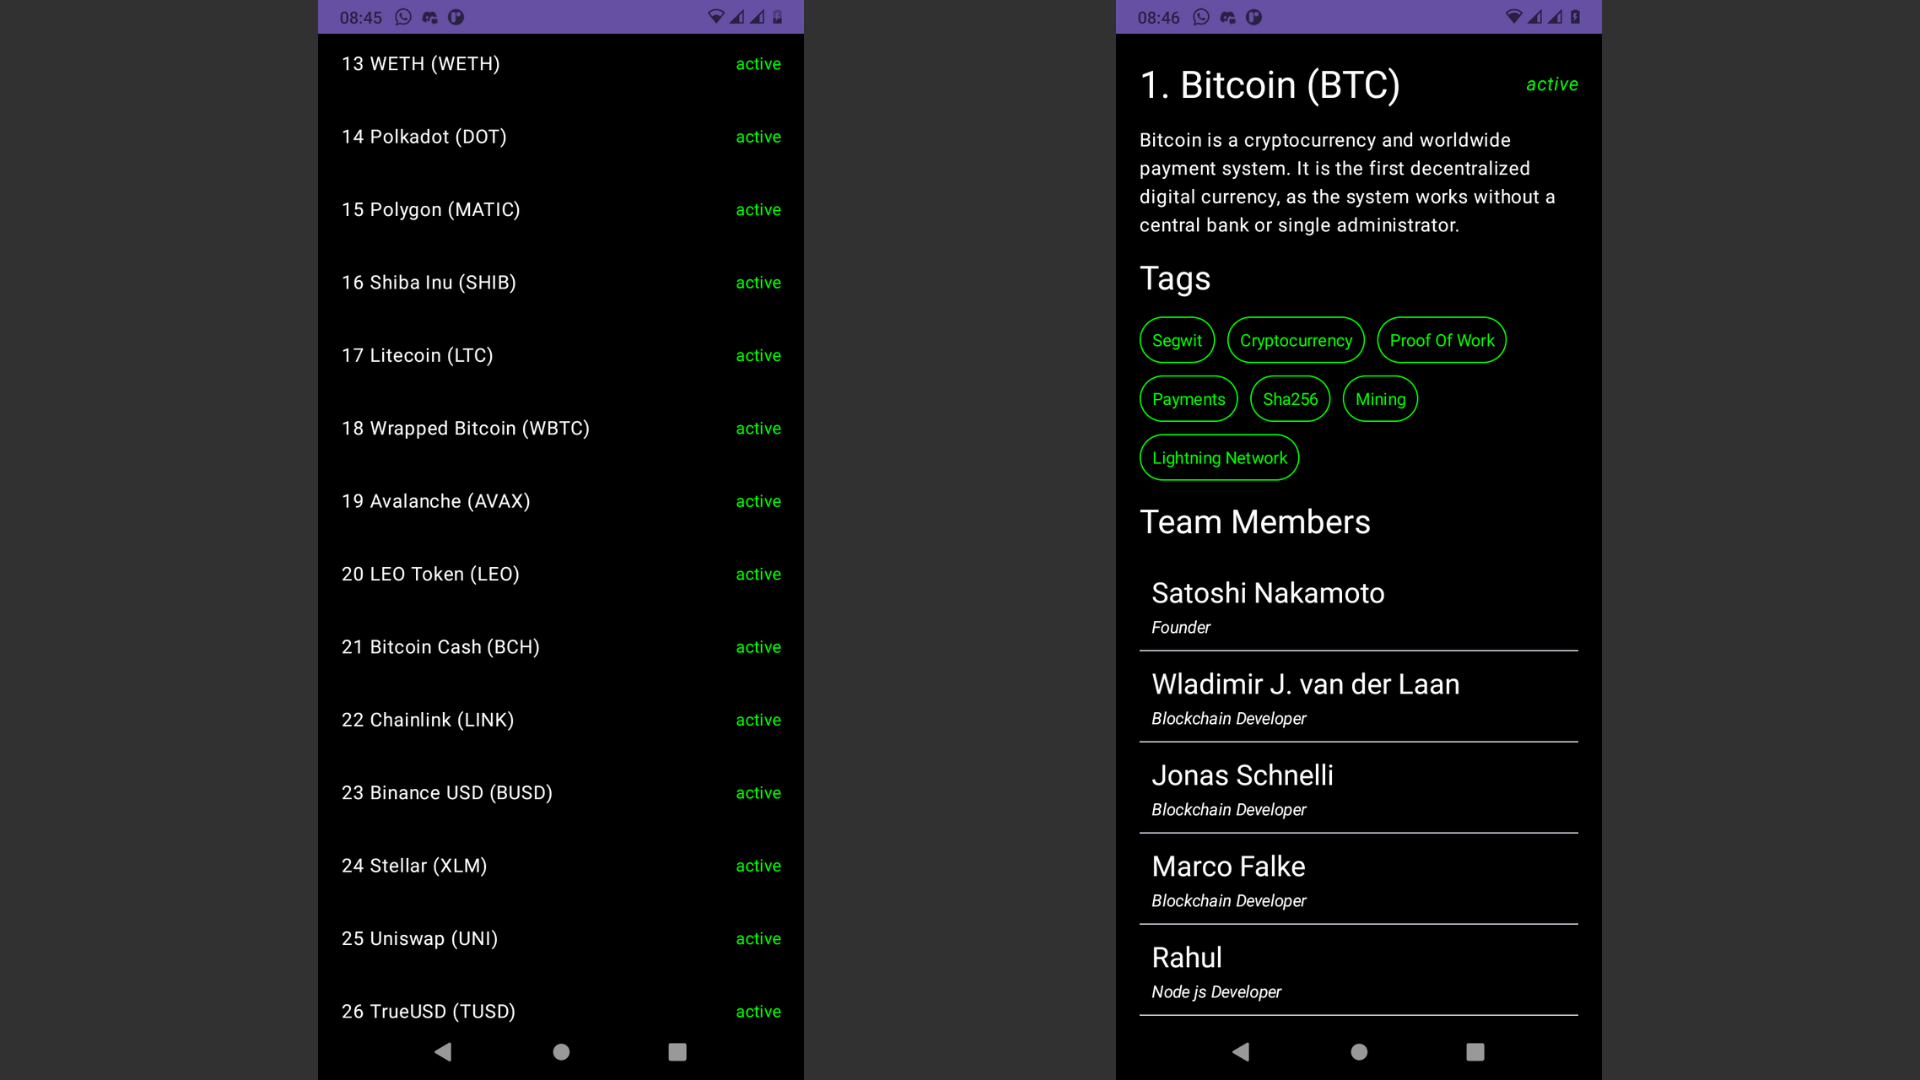 08:45
13 WETH (WETH) active
14 Polkadot (DOT) active
15 Polygon (MATIC) active
16 Shiba Inu (SHIB) active
17 Litecoin (LTC) active
18 Wrapped Bitcoin (WBTC) active
19 Avalanche (AVAX) active
20 LEO Token (LEO) active
21 Bitcoin Cash (BCH) active
22 Chainlink (LINK) active
23 Binance USD (BUSD) active
24 Stellar (XLM) active
25 Uniswap (UNI) active
26 TrueUSD (TUSD) active
08:46
1. Bitcoin (BTC) active
Bitcoin is a cryptocurrency and worldwide
payment system. It is the first decentralized
digital currency, as the system works without a
central bank or single administrator.
Tags
Segwit Cryptocurrency Proof Of Work
Payments Sha256 Mining
Lightning Network
Team Members
Satoshi Nakamoto
Founder
Wladimir J. van der Laan
Blockchain Developer
Jonas Schnelli
Blockchain Developer
Marco Falke
Blockchain Developer
Rahul
Node js Developer